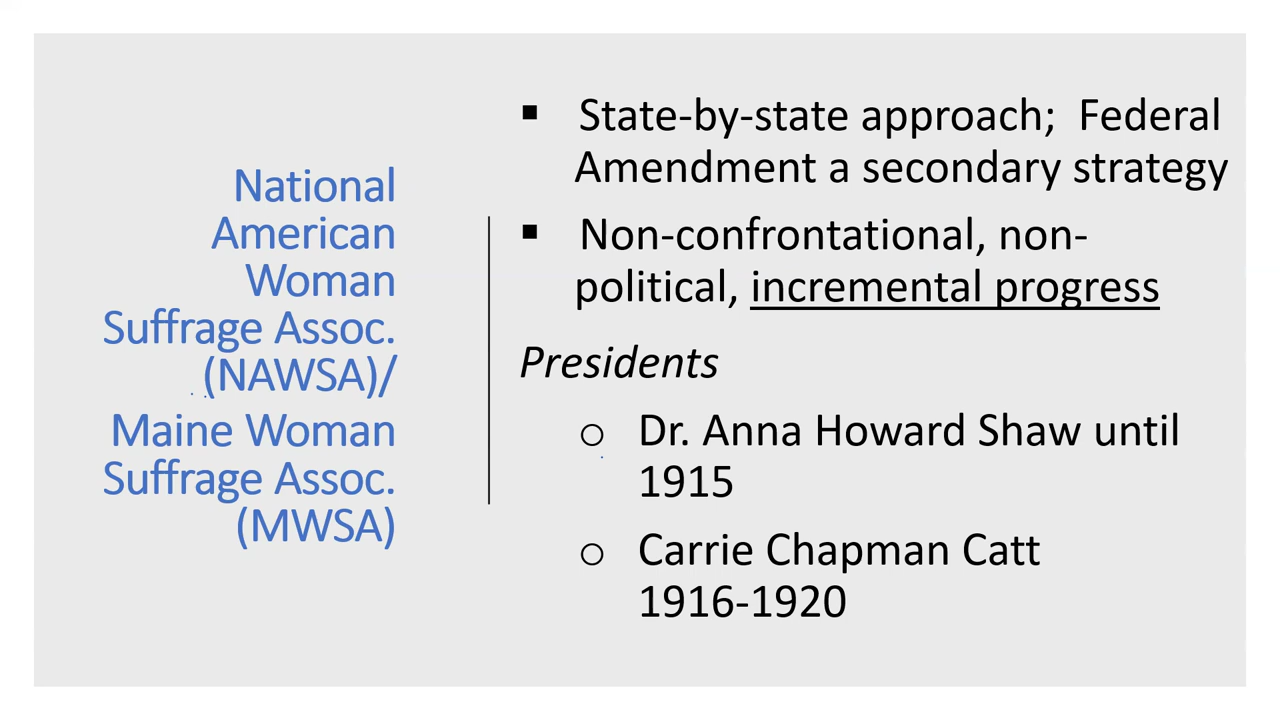 National
American
Woman
Suffrage Assoc.
(NAWSA)/
Maine Woman
Suffrage Assoc.
(MWSA)
▪ State-by-state approach;  Federal
Amendment a secondary strategy
▪ Non-confrontational, non-
political, incremental progress
Presidents
o Dr. Anna Howard Shaw until
1915
o Carrie Chapman Catt
1916-1920